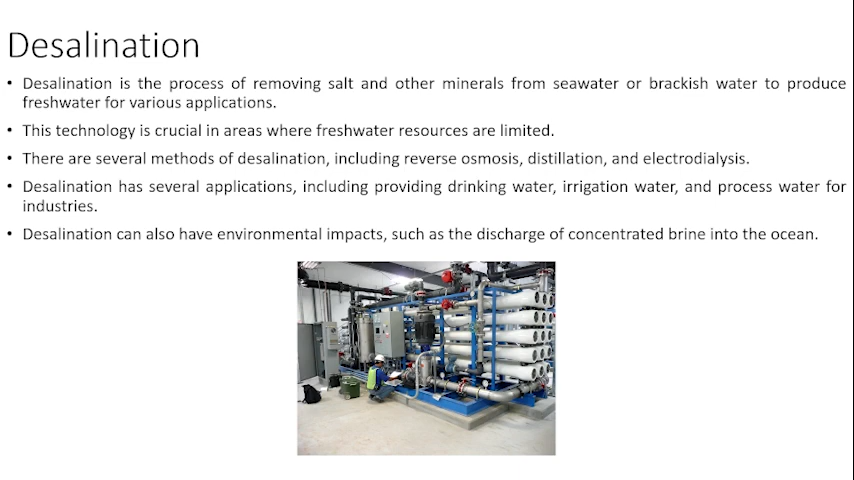 Desalination
• Desalination is the process of removing salt and other minerals from seawater or brackish water to produce
freshwater for various applications.
• This technology is crucial in areas where freshwater resources are limited.
• There are several methods of desalination, including reverse osmosis, distillation, and electrodialysis.
• Desalination has several applications, including providing drinking water, irrigation water, and process water for
industries.
• Desalination can also have environmental impacts, such as the discharge of concentrated brine into the ocean.